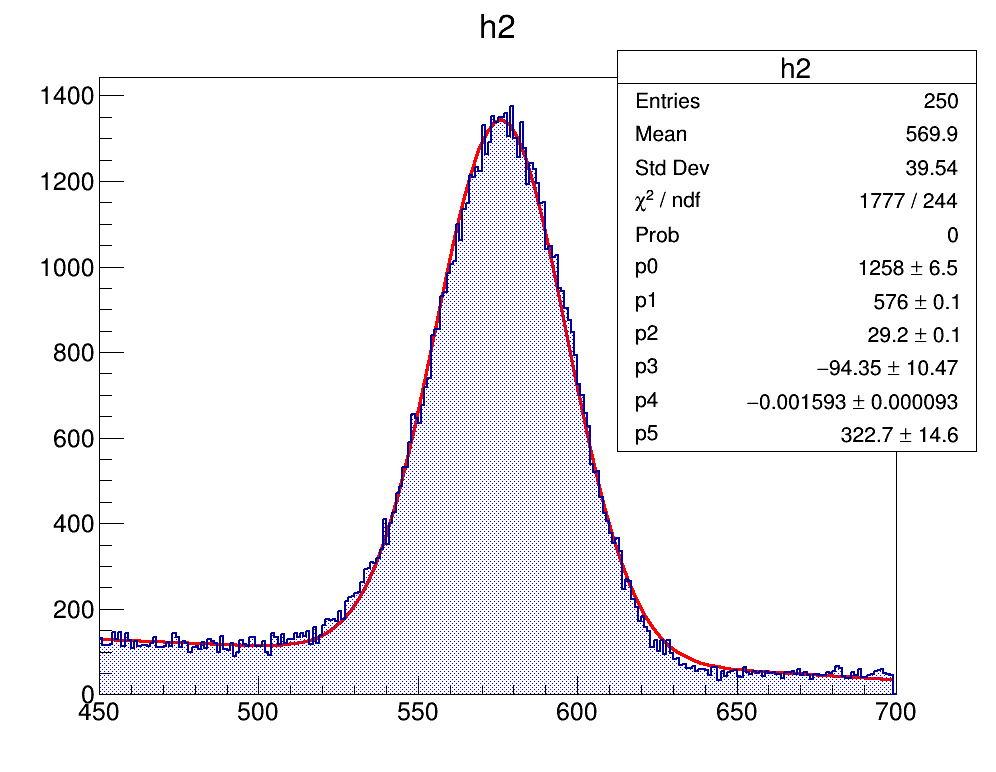 h2
h2
Entries 250
Mean 569.9
Std Dev 39.54
χ² / ndf 1777 / 244
Prob 0
p0 1258 ± 6.5
p1 576 ± 0.1
p2 29.2 ± 0.1
p3 −94.35 ± 10.47
p4 −0.001593 ± 0.000093
p5 322.7 ± 14.6
1400
1200
1000
800
600
400
200
0
450 500 550 600 650 700